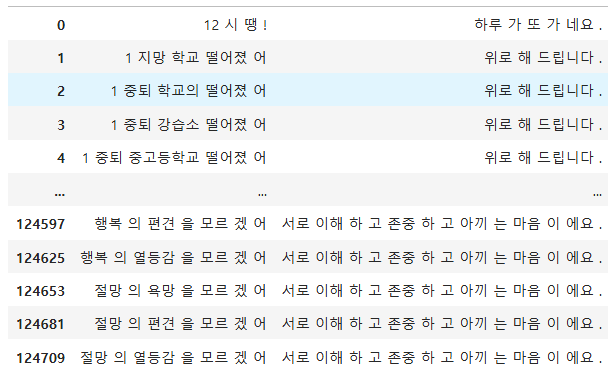 0 12 시 땡 ! 하루 가 또 가 네요 .
1 1 지망 학교 떨어졌 어 위로 해 드립니다 .
2 1 중퇴 학교의 떨어졌 어 위로 해 드립니다 .
3 1 중퇴 강습소 떨어졌 어 위로 해 드립니다 .
4 1 중퇴 중고등학교 떨어졌 어 위로 해 드립니다 .
... ... ...
124597 행복 의 편견 을 모르 겠 어 서로 이해 하 고 존중 하 고 아끼 는 마음 이 에요 .
124625 행복 의 열등감 을 모르 겠 어 서로 이해 하 고 존중 하 고 아끼 는 마음 이 에요 .
124653 절망 의 욕망 을 모르 겠 어 서로 이해 하 고 존중 하 고 아끼 는 마음 이 에요 .
124681 절망 의 편견 을 모르 겠 어 서로 이해 하 고 존중 하 고 아끼 는 마음 이 에요 .
124709 절망 의 열등감 을 모르 겠 어 서로 이해 하 고 존중 하 고 아끼 는 마음 이 에요 .